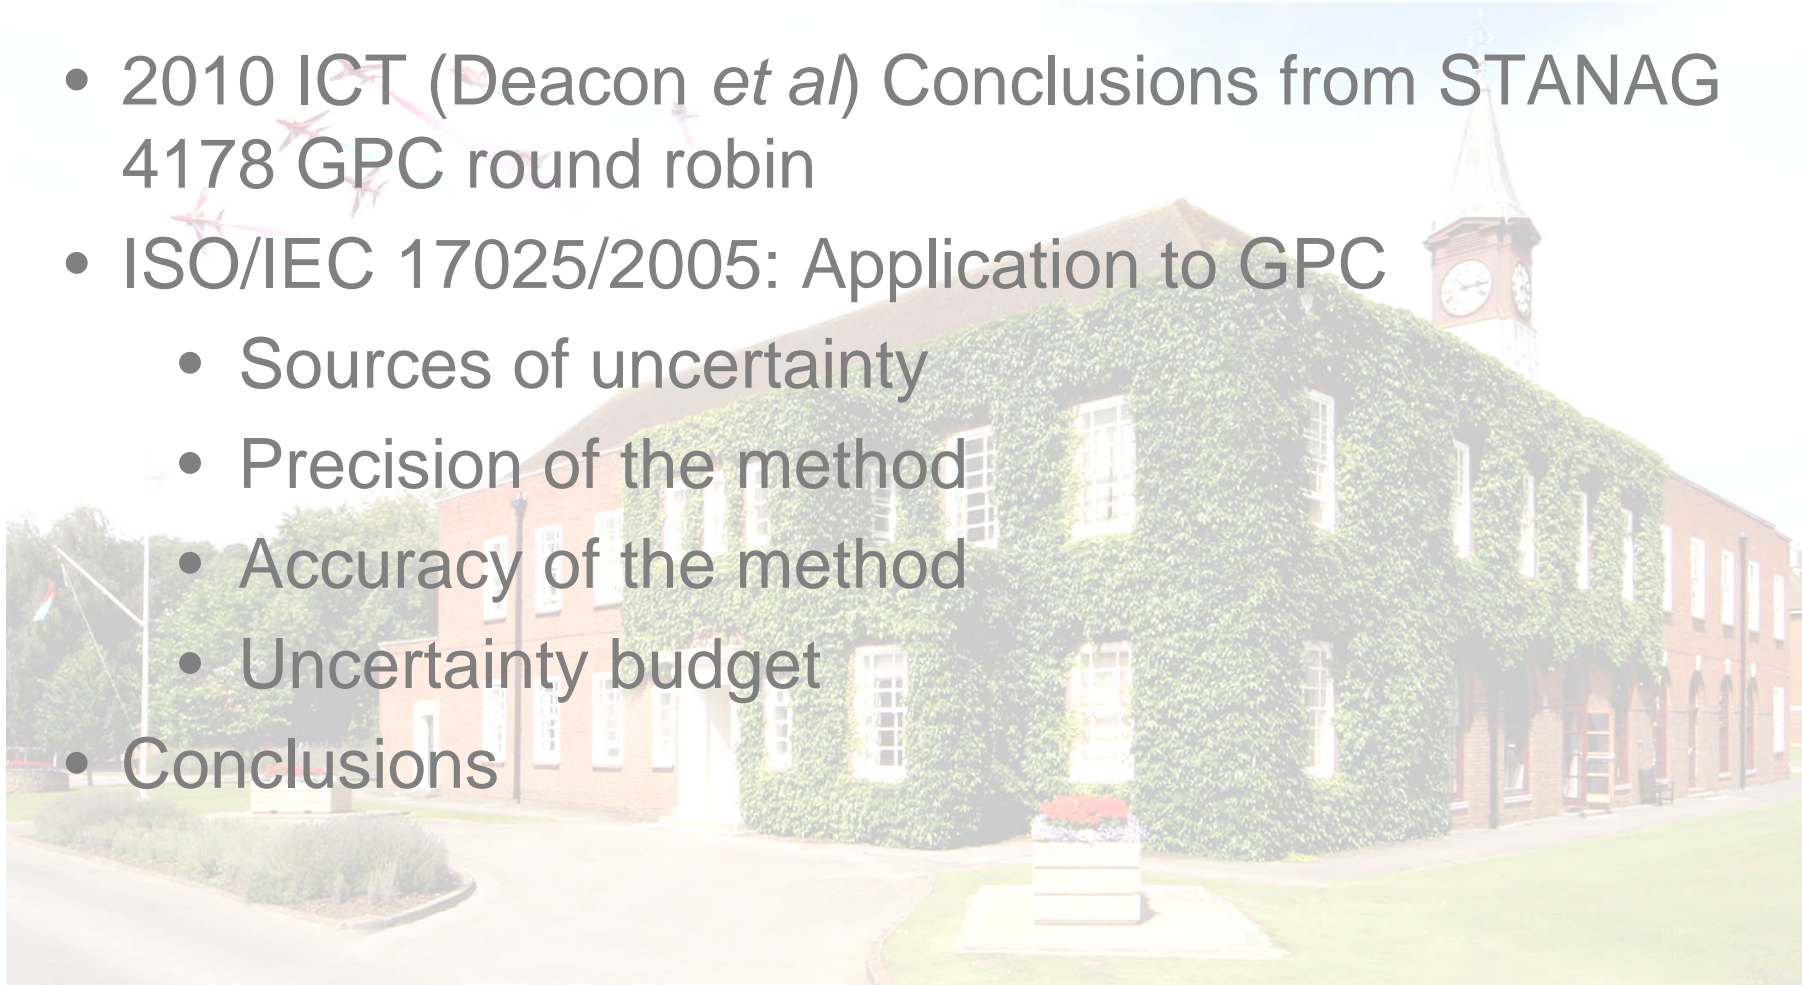 • 2010 ICT (Deacon et al) Conclusions from STANAG
4178 GPC round robin
• ISO/IEC 17025/2005: Application to GPC
• Sources of uncertainty
• Precision of the method
• Accuracy of the method
• Uncertainty budget
• Conclusions